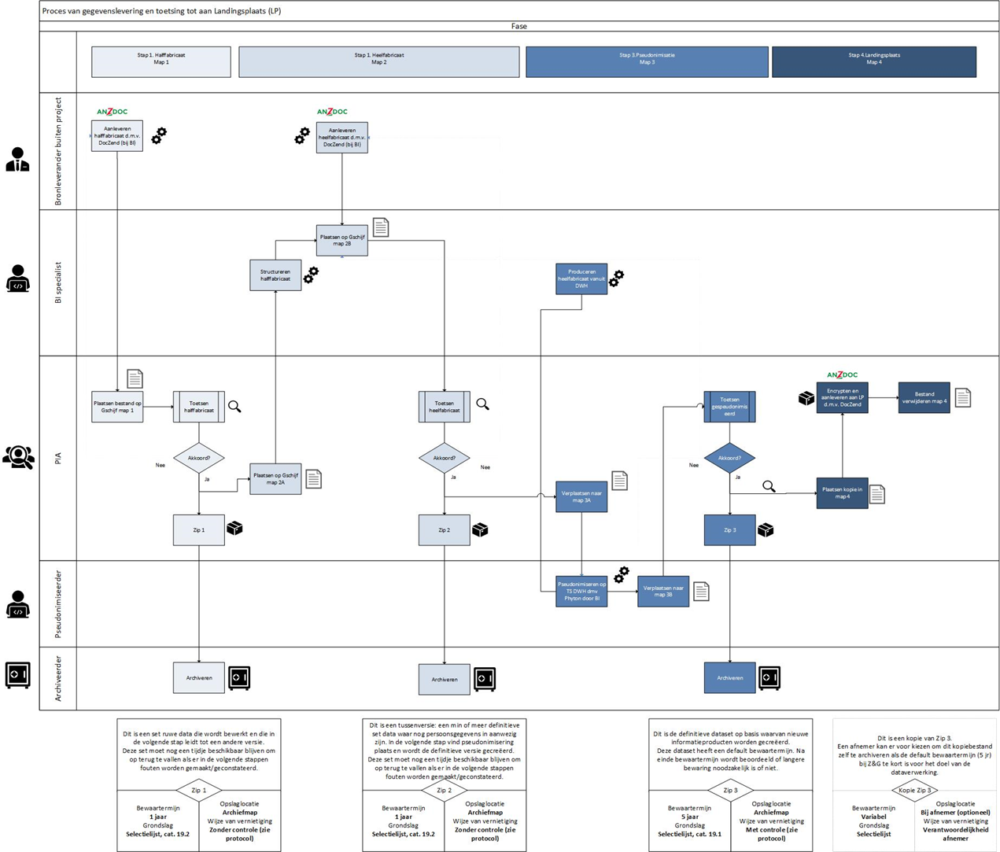 Proces van gegevenslevering en toetsing tot aan Landingsplaats (LP)
Fase
Stap 1. Halffabricaat
Map 1
Stap 1. Heelfabricaat
Map 2
Stap 3.Pseudonimisatie
Map 3
Stap 4.Landingsplaats
Map 4
Bronleverander buiten project
ANZDOC
Aanleveren
halffabricaat d.m.v.
DocZend (bij BI)
ANZDOC
Aanleveren
heelfabricaat d.m.v.
DocZend (bij BI)
BI specialist
Plaatsen op Gschijf
map 2B
Structureren
halffabricaat
Produceren
heelfabricaat vanuit
DWH
PIA
Plaatsen bestand op
Gschijf map 1
Toetsen
halffabricaat
Akkoord?
Nee
Ja
Plaatsen op Gschijf
map 2A
Zip 1
Toetsen
heelfabricaat
Akkoord?
Nee
Ja
Zip 2
Verplaatsen naar
map 3A
Toetsen
gespeudonimis
eerd
Akkoord?
Nee
Ja
Zip 3
ANZDOC
Encrypten en
aanleveren aan LP
d.m.v. DocZend
Bestand
verwijderen map 4
Plaatsen kopie in
map 4
Pseudonimiseerder
Pseudonimiseren op
TS DWH dmv
Phyton door BI
Verplaatsen naar
map 3B
Archiveerder
Archiveren
Archiveren
Archiveren
Dit is een set ruwe data die wordt bewerkt en die in
de volgende stap leidt tot een andere versie.
Deze set moet nog een tijdje beschikbaar blijven om
op terug te vallen als er in de volgende stappen
fouten worden gemaakt/geconstateerd.
Zip 1
Bewaartermijn
1 jaar
Grondslag
Selectielijst, cat. 19.2
Opslaglocatie
Archiefmap
Wijze van vernietiging
Zonder controle (zie
protocol)
Dit is een tussenversie: een min of meer definitieve
set data waar nog persoonsgegevens in aanwezig
zijn. In de volgende stap vind pseudonimisering
plaats en wordt de definitieve versie gecreërd.
Deze set moet nog een tijdje beschikbaar blijven om
op terug te vallen als er in de volgende stappen
fouten worden gemaakt/geconstateerd.
Zip 2
Bewaartermijn
1 jaar
Grondslag
Selectielijst, cat. 19.2
Opslaglocatie
Archiefmap
Wijze van vernietiging
Zonder controle (zie
protocol)
Dit is de definitieve dataset op basis waarvan nieuwe
informatieproducten worden gecreërd.
Deze dataset heeft een default bewaartermijn. Na
einde bewaartermijn wordt beoordeeld of langere
bewaring noodzakelijk is of niet.
Zip 3
Bewaartermijn
5 jaar
Grondslag
Selectielijst, cat. 19.1
Opslaglocatie
Archiefmap
Wijze van vernietiging
Met controle (zie
protocol)
Dit is een kopie van Zip 3.
Een afnemer kan er voor kiezen om dit kopiebestand
zelf te archiveren als de default bewaartermijn (5 jr)
bij Z&G te kort is voor het doel van de
dataverwerking.
Kopie Zip 3
Bewaartermijn
Variabel
Grondslag
Selectielijst
Opslaglocatie
Bij afnemer (optioneel)
Wijze van vernietiging
Verantwoordelijkheid
afnemer